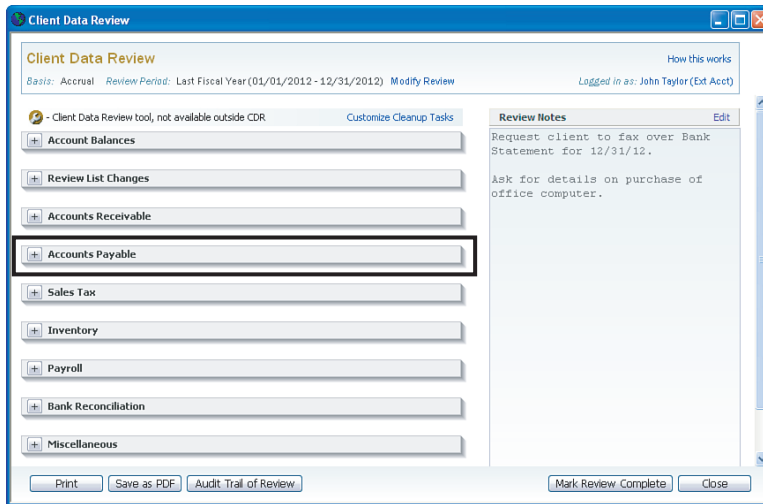 Client Data Review
Client Data Review
How this works
Basis: Accrual Review Period: Last Fiscal Year (01/01/2012 - 12/31/2012) Modify Review
Logged in as: John Taylor (Ext Acct)
- Client Data Review tool, not available outside CDR
Customize Cleanup Tasks
Account Balances
Review List Changes
Accounts Receivable
Accounts Payable
Sales Tax
Inventory
Payroll
Bank Reconciliation
Miscellaneous
Review Notes
Edit
Request client to fax over Bank
Statement for 12/31/12.
Ask for details on purchase of
office computer.
Print
Save as PDF
Audit Trail of Review
Mark Review Complete
Close